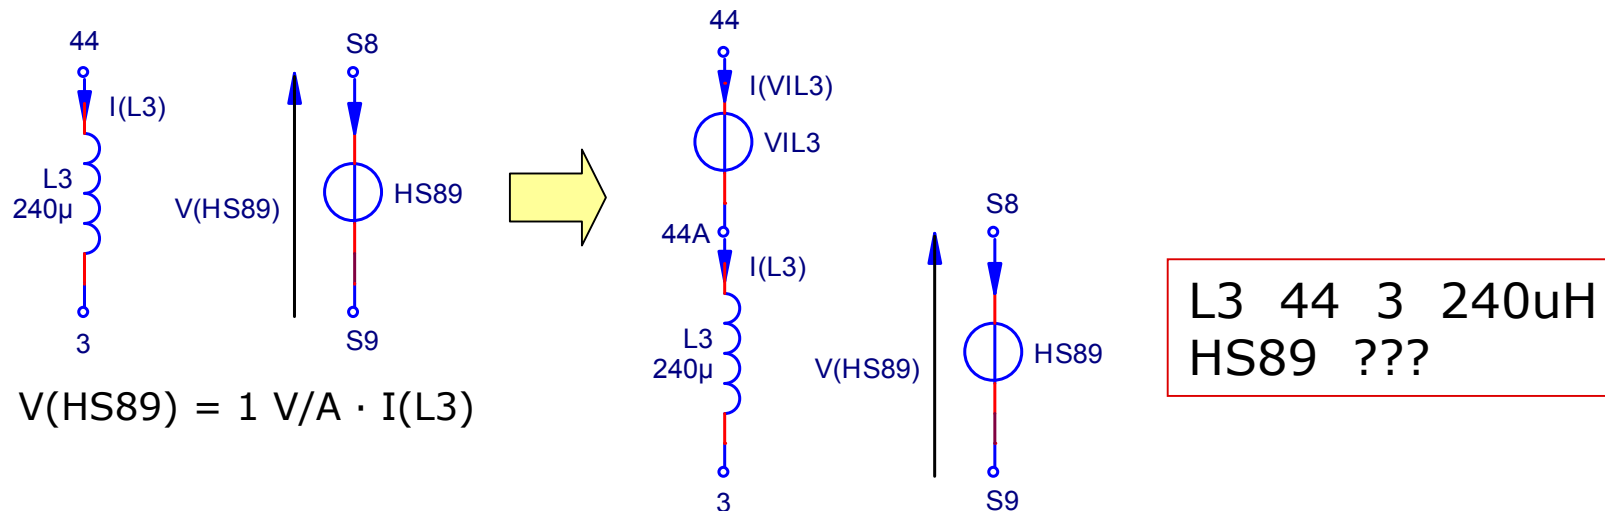 44
I(L3)
L3
240µ
3
V(HS89)
S8
HS89
S9
V(HS89) = 1 V/A · I(L3)
44
I(VIL3)
VIL3
44A
I(L3)
L3
240µ
3
V(HS89)
S8
HS89
S9
L3 44 3 240uH
HS89 ???